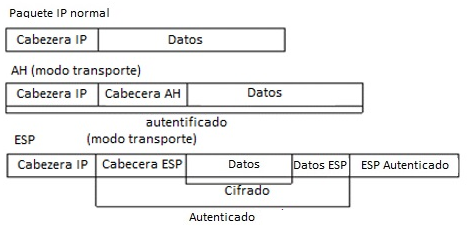 Paquete IP normal
Cabezera IP Datos
AH (modo transporte)
Cabezera IP Cabecera AH Datos
autentificado
ESP (modo transporte)
Cabezera IP Cabecera ESP Datos Datos ESP ESP Autenticado
Cifrado
Autenticado